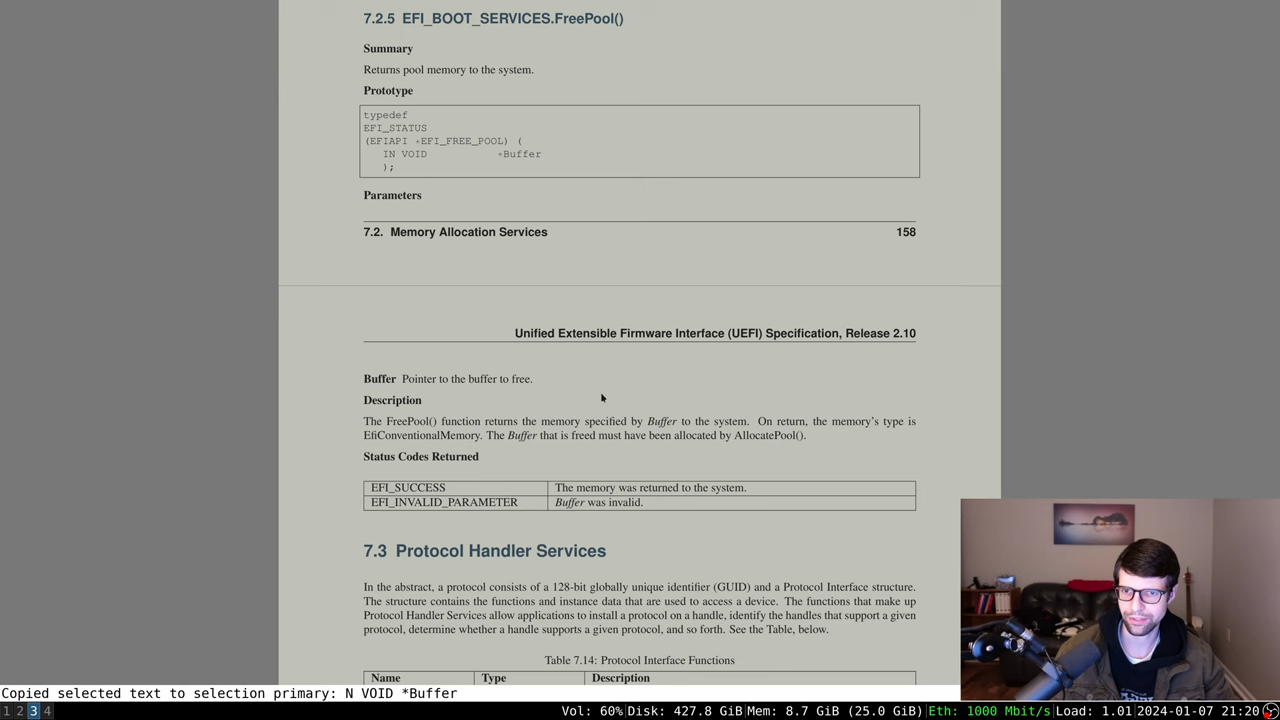 7.2.5 EFI_BOOT_SERVICES.FreePool()
Summary
Returns pool memory to the system.
Prototype
typedef
EFI_STATUS
(EFIAPI *EFI_FREE_POOL) (
IN VOID *Buffer
);
Parameters
7.2. Memory Allocation Services 158
Unified Extensible Firmware Interface (UEFI) Specification, Release 2.10
Buffer Pointer to the buffer to free.
Description
The FreePool() function returns the memory specified by Buffer to the system. On return, the memory's type is
EfiConventionalMemory. The Buffer that is freed must have been allocated by AllocatePool().
Status Codes Returned
EFI_SUCCESS The memory was returned to the system.
EFI_INVALID_PARAMETER Buffer was invalid.
7.3 Protocol Handler Services
In the abstract, a protocol consists of a 128-bit globally unique identifier (GUID) and a Protocol Interface structure.
The structure contains the functions and instance data that are used to access a device. The functions that make up
Protocol Handler Services allow applications to install a protocol on a handle, identify the handles that support a given
protocol, determine whether a handle supports a given protocol, and so forth. See the Table, below.
Table 7.14: Protocol Interface Functions
Name Type Description
Copied selected text to selection primary: N VOID *Buffer
1 2 3 4 Vol: 60% Disk: 427.8 GiB Mem: 8.7 GiB (25.0 GiB) Eth: 1000 Mbit/s Load: 1.01 2024-01-07 21:20